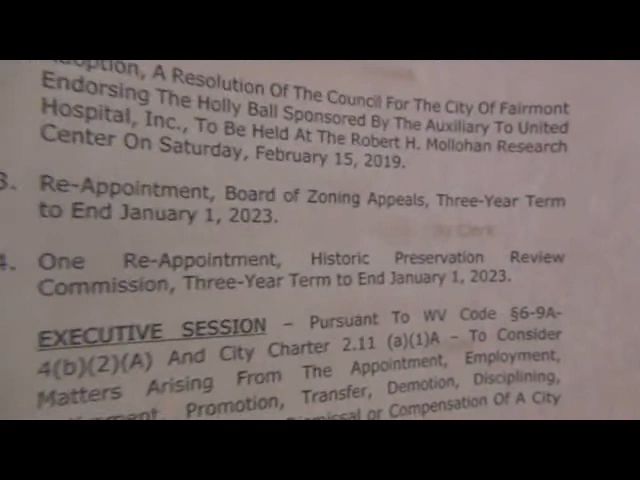 Adoption, A Resolution Of The Council For The City Of Fairmont
Endorsing The Holly Ball Sponsored By The Auxiliary To United
Hospital, Inc., To Be Held At The Robert H. Mollohan Research
Center On Saturday, February 15, 2019.
3. Re-Appointment, Board of Zoning Appeals, Three-Year Term
to End January 1, 2023.
4. One Re-Appointment, Historic Preservation Review
Commission, Three-Year Term to End January 1, 2023.
EXECUTIVE SESSION – Pursuant To WV Code §6-9A-
4(b)(2)(A) And City Charter 2.11 (a)(1)A – To Consider
Matters Arising From The Appointment, Employment,
Promotion, Transfer, Demotion, Disciplining,
or Compensation Of A City